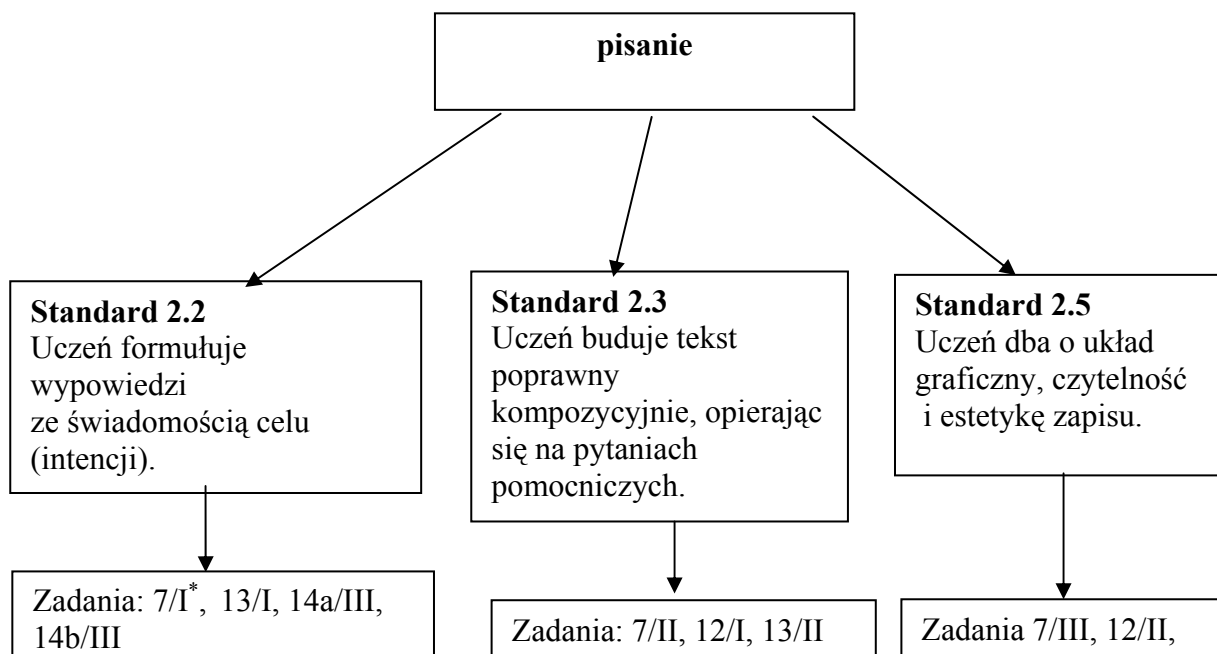 pisanie
Standard 2.2
Uczeń formułuje
wypowiedzi
ze świadomością celu
(intencji).
Standard 2.3
Uczeń buduje tekst
poprawny
kompozycyjnie, opierając
się na pytaniach
pomocniczych.
Standard 2.5
Uczeń dba o układ
graficzny, czytelność
i estetykę zapisu.
Zadania: 7/I*, 13/I, 14a/III,
14b/III
Zadania: 7/II, 12/I, 13/II
Zadania 7/III, 12/II,